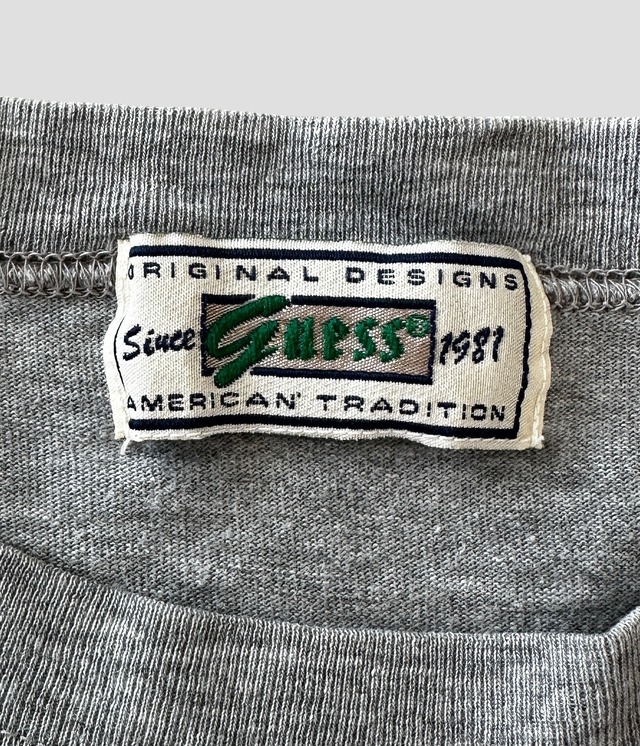 ORIGINAL DESIGNS
Since Guess® 1981
AMERICAN TRADITION